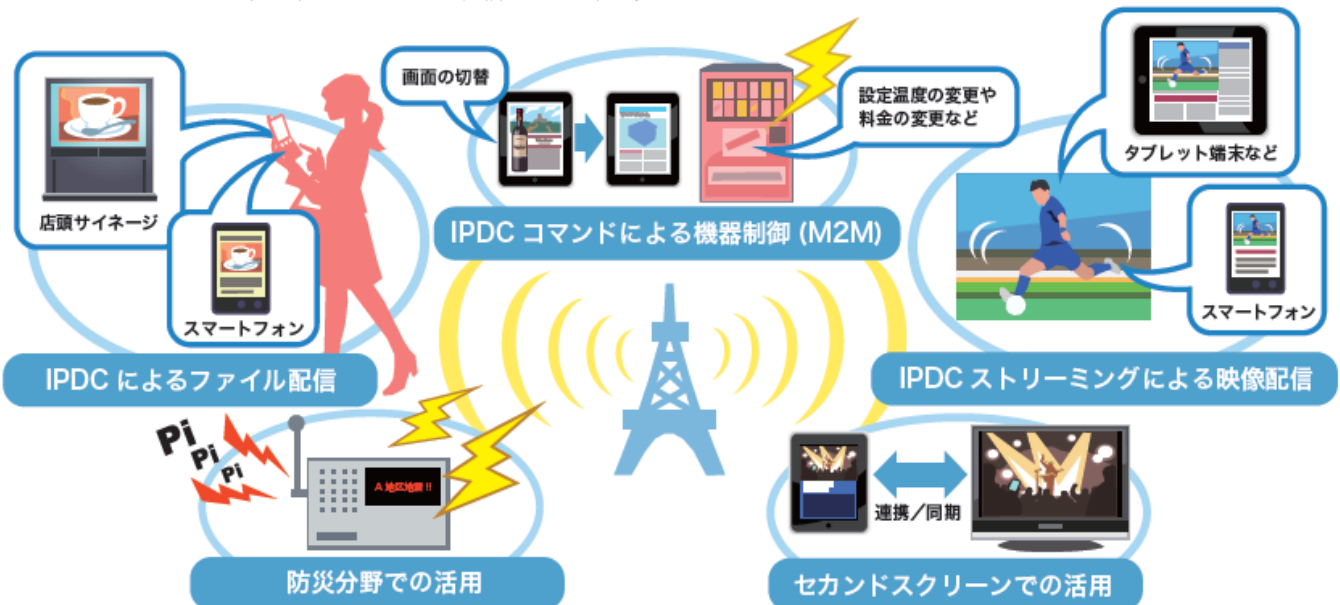 画面の切替
設定温度の変更や
料金の変更など
タブレット端末など
店頭サイネージ
スマートフォン
IPDC コマンドによる機器制御 (M2M)
スマートフォン
IPDC によるファイル配信
IPDC ストリーミングによる映像配信
Pi
Pi
Pi
A 地区地震 !!
連携／同期
防災分野での活用
セカンドスクリーンでの活用